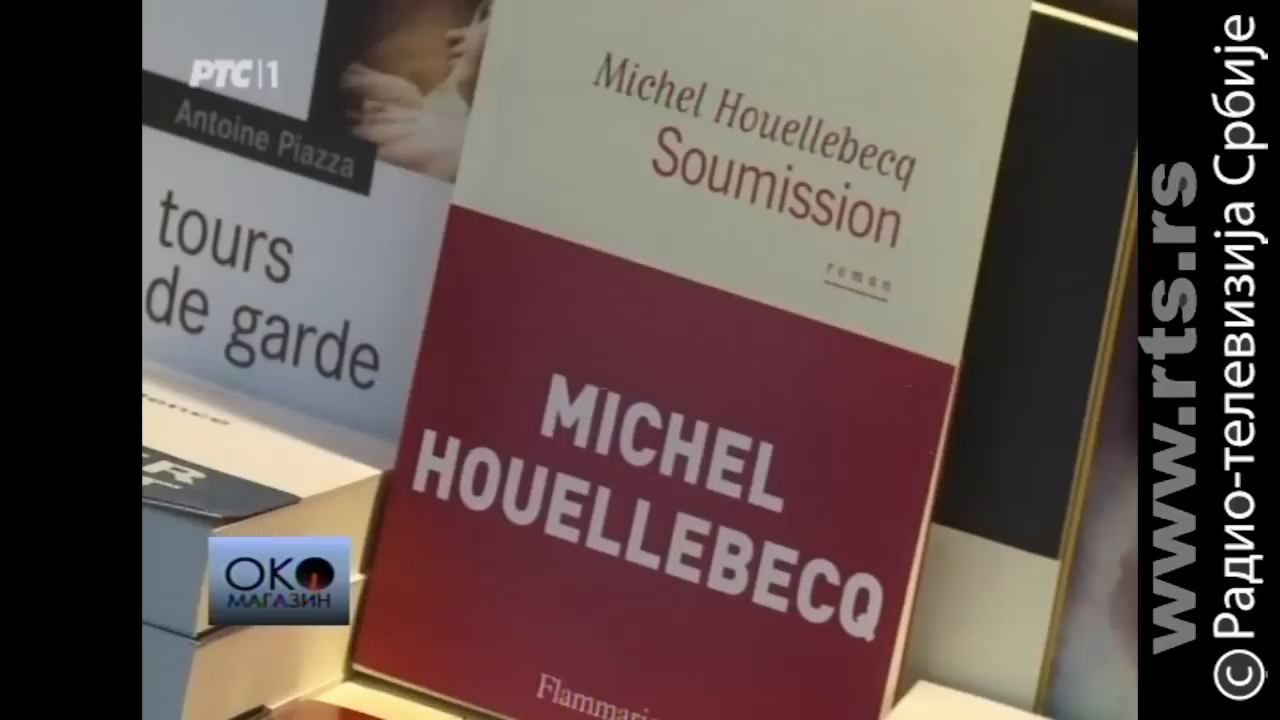 РТС|1
Antoine Piazza
tours
de garde
Michel Houellebecq
Soumission
roman
MICHEL
HOUELLEBECQ
ОКО
МАГАЗИН
www.rts.rs
© Радио-телевизија Србије